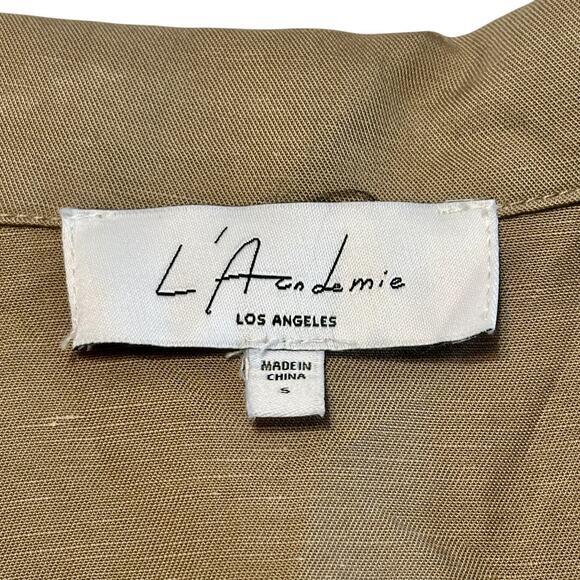 L'Academie
LOS ANGELES
MADE IN
CHINA
S